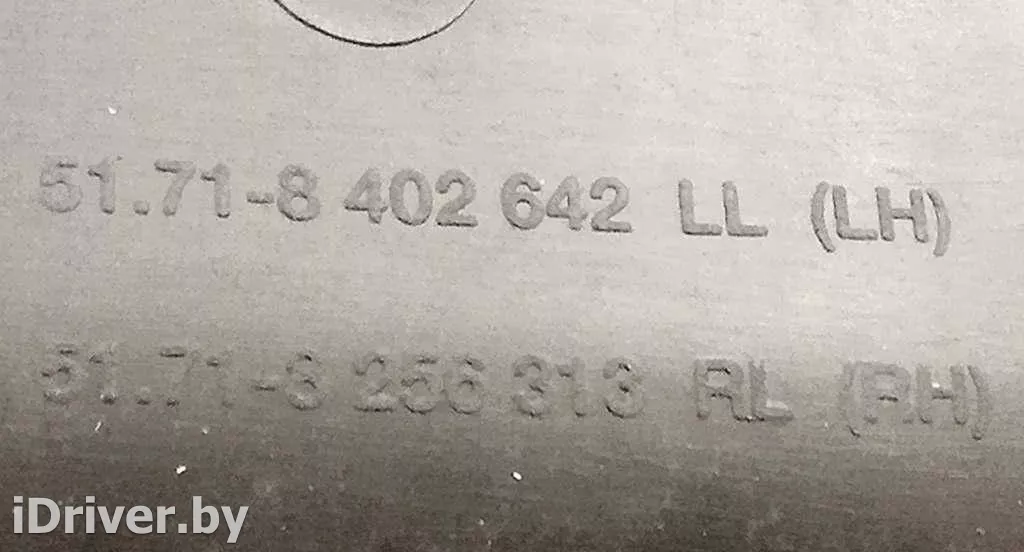 51.71-8 402 642 LL (LH)
51.71-8 256 313 RL (RH)
iDriver.by